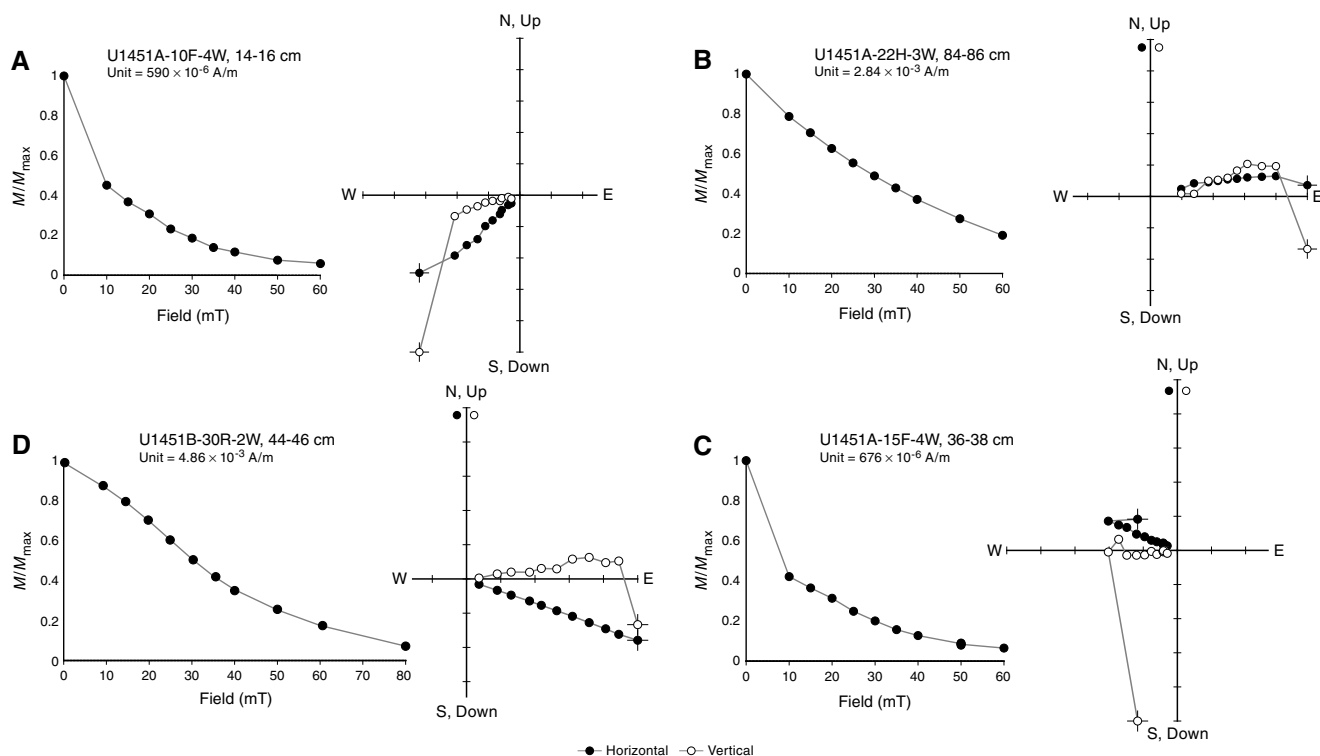 A
U1451A-10F-4W, 14-16 cm
Unit = 590 × 10⁻⁶ A/m
M/Mmax
1
0.8
0.6
0.4
0.2
0
0 10 20 30 40 50 60
Field (mT)
N, Up
W E
S, Down
B
U1451A-22H-3W, 84-86 cm
Unit = 2.84 × 10⁻³ A/m
M/Mmax
1
0.8
0.6
0.4
0.2
0
0 10 20 30 40 50 60
Field (mT)
N, Up
W E
S, Down
D
U1451B-30R-2W, 44-46 cm
Unit = 4.86 × 10⁻³ A/m
M/Mmax
1
0.8
0.6
0.4
0.2
0
0 10 20 30 40 50 60 70 80
Field (mT)
N, Up
W E
S, Down
C
U1451A-15F-4W, 36-38 cm
Unit = 676 × 10⁻⁶ A/m
M/Mmax
1
0.8
0.6
0.4
0.2
0
0 10 20 30 40 50 60
Field (mT)
N, Up
W E
S, Down
Horizontal Vertical